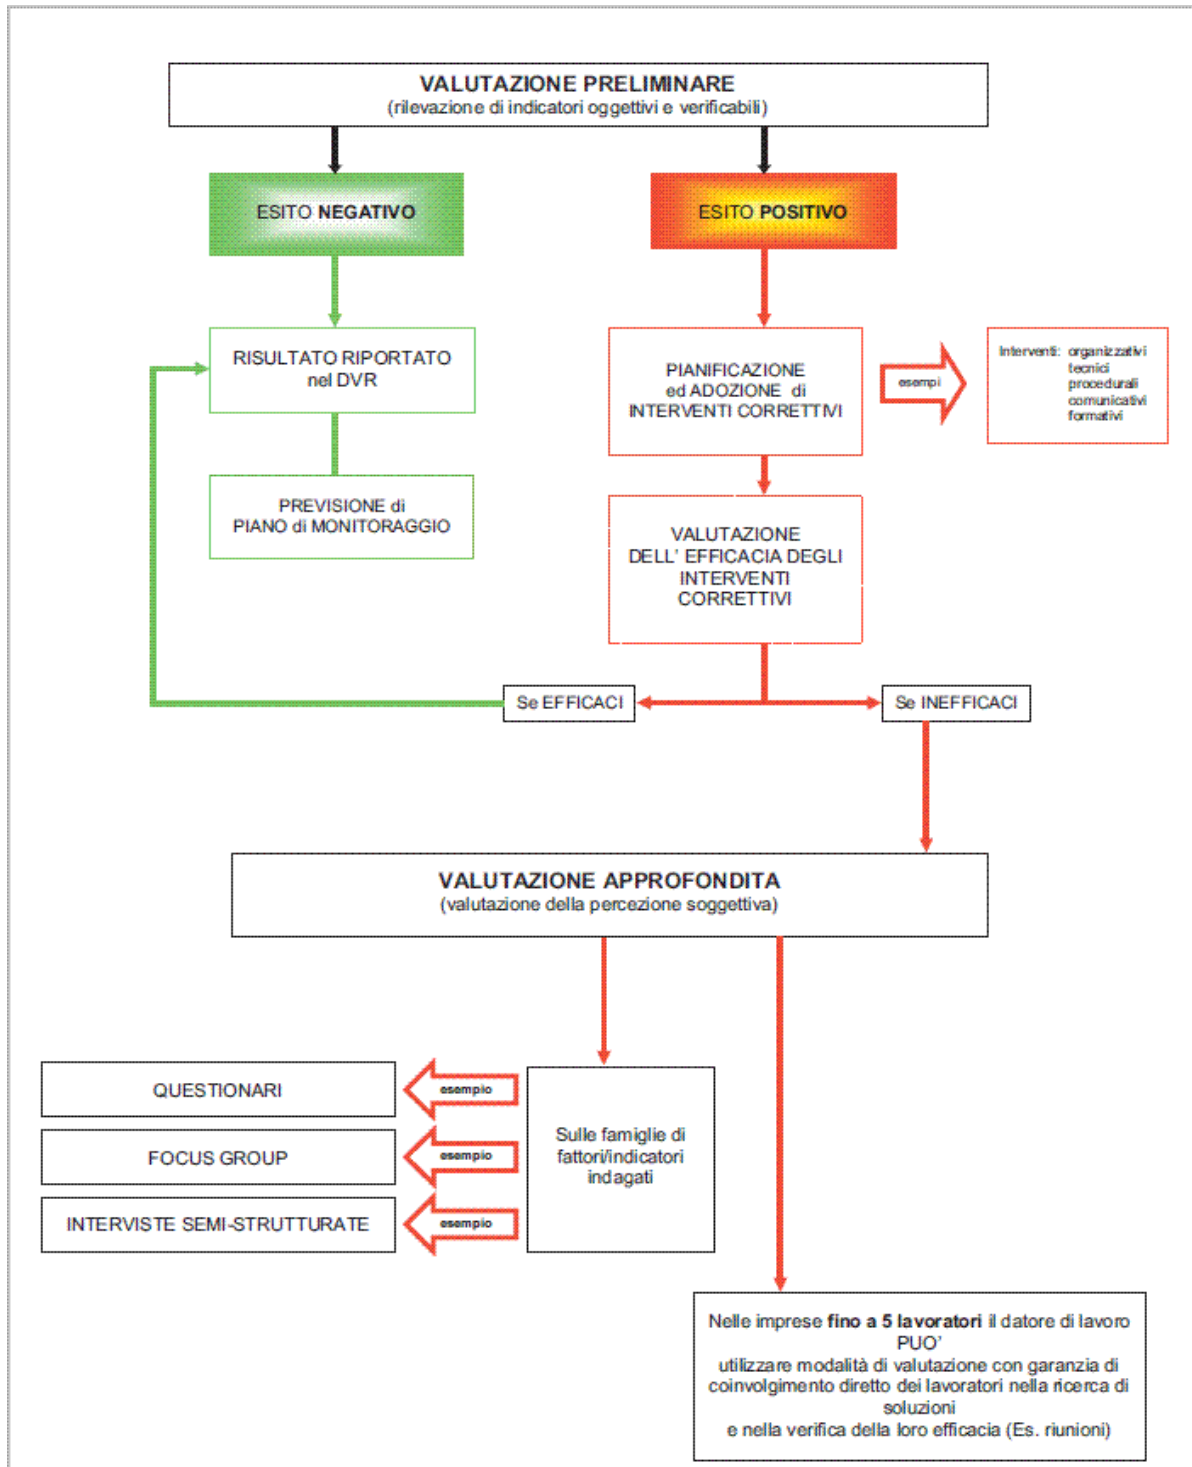 VALUTAZIONE PRELIMINARE
(rilevazione di indicatori oggettivi e verificabili)
ESITO NEGATIVO
ESITO POSITIVO
RISULTATO RIPORTATO
nel DVR
PIANIFICAZIONE
ed ADOZIONE di
INTERVENTI CORRETTIVI
esempi
Interventi: organizzativi
tecnici
procedurali
comunicativi
formativi
PREVISIONE di
PIANO di MONITORAGGIO
VALUTAZIONE
DELL' EFFICACIA DEGLI
INTERVENTI
CORRETTIVI
Se EFFICACI
Se INEFFICACI
VALUTAZIONE APPROFONDITA
(valutazione della percezione soggettiva)
QUESTIONARI
esempio
FOCUS GROUP
esempio
INTERVISTE SEMI-STRUTTURATE
esempio
Sulle famiglie di
fattori/indicatori
indagati
Nelle imprese fino a 5 lavoratori il datore di lavoro
PUO'
utilizzare modalità di valutazione con garanzia di
coinvolgimento diretto dei lavoratori nella ricerca di
soluzioni
e nella verifica della loro efficacia (Es. riunioni)